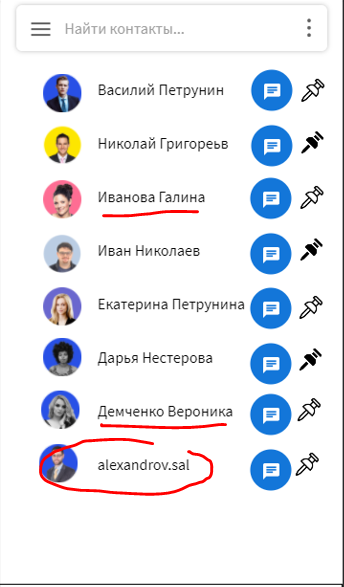 Найти контакты...
Василий Петрунин
Николай Григореьв
Иванова Галина
Иван Николаев
Екатерина Петрунина
Дарья Нестерова
Демченко Вероника
alexandrov.sal